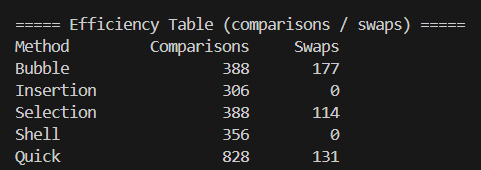 ===== Efficiency Table (comparisons / swaps) =====
Method Comparisons Swaps
Bubble 388 177
Insertion 306 0
Selection 388 114
Shell 356 0
Quick 828 131